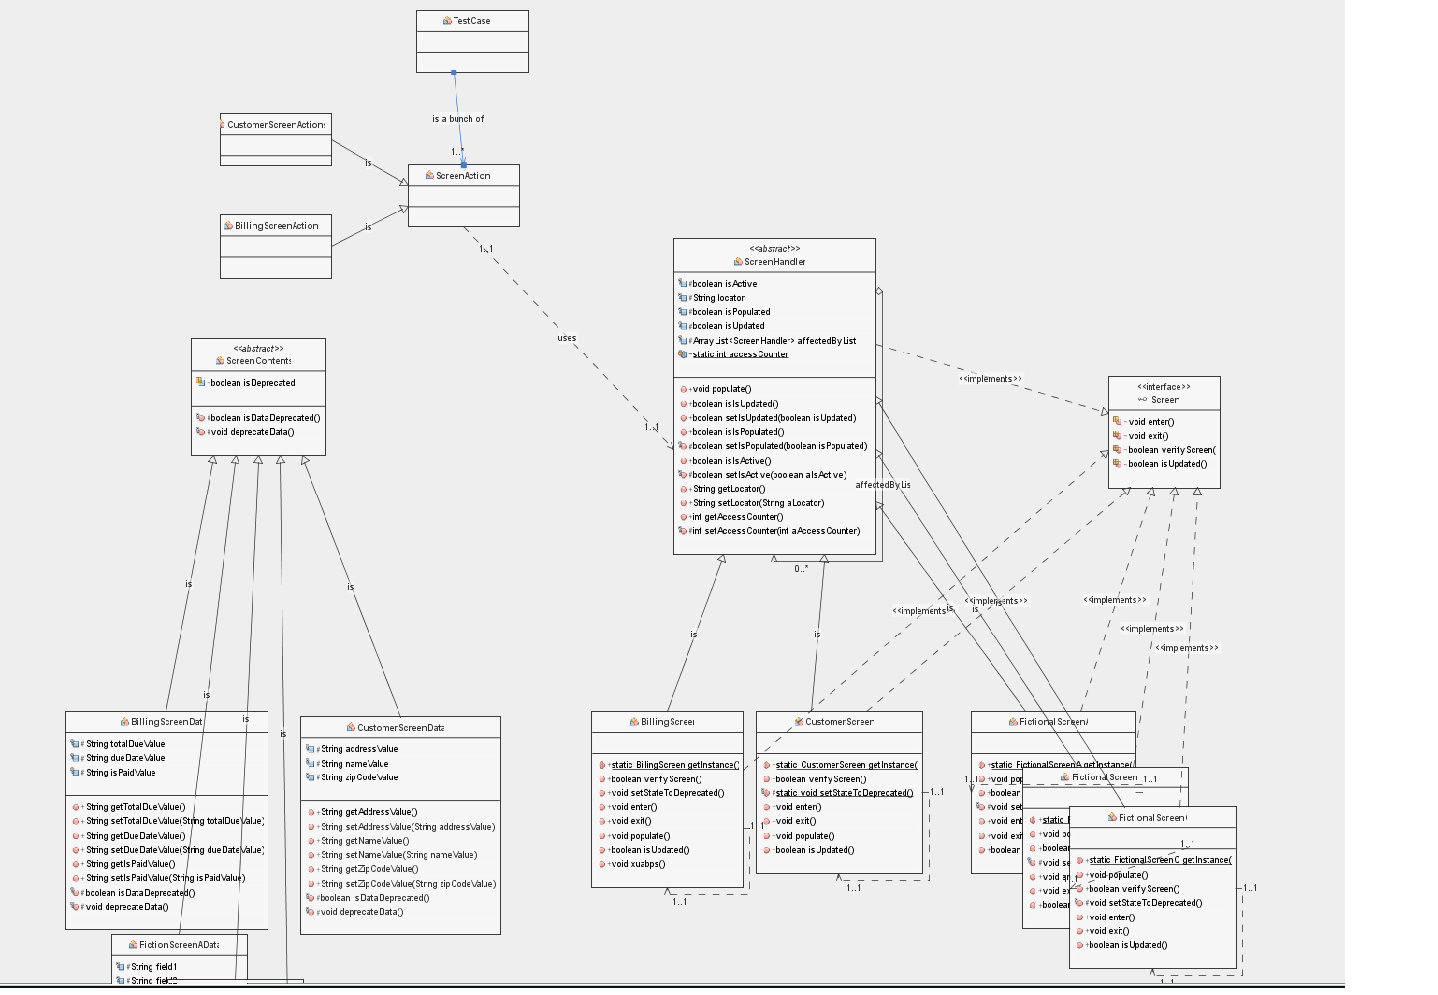 TestCase
is a bunch of
1..*
CustomerScreenActions
is
ScreenAction
BillingScreenAction
is
1..1
uses
1..1
<<abstract>>
ScreenHandler
#boolean isActive
#String locator
#boolean isPopulated
#boolean isUpdated
#ArrayList<ScreenHandler> affectedByList
-static int accessCounter
+void populate()
+boolean isIsUpdated()
+boolean setIsUpdated(boolean isUpdated)
+boolean isIsPopulated()
#boolean setIsPopulated(boolean isPopulated)
+boolean isIsActive()
#boolean setIsActive(boolean aIsActive)
+String getLocator()
+String setLocator(String aLocator)
+int getAccessCounter()
#int setAccessCounter(int aAccessCounter)
affectedByLis
0..*
<<implements>>
<<interface>>
Screen
~void enter()
~void exit()
~boolean verifyScreen(
~boolean isUpdated()
<<abstract>>
ScreenContents
-boolean isDeprecated
#boolean isDataDeprecated()
#void deprecateData()
is
is
is
is
is
is
is
<<implements>>
is
<<implements>>
is
<<implements>>
<<implements>>
<<implements>>
BillingScreenDat
# String totalDueValue
# String dueDateValue
# String isPaidValue
+ String getTotalDueValue()
+ String setTotalDueValue(String totalDueValue)
+ String getDueDateValue()
+ String setDueDateValue(String dueDateValue)
+ String getIsPaidValue()
+ String setIsPaidValue(String isPaidValue)
#boolean isDataDeprecated()
# void deprecateData()
CustomerScreenData
#String addressValue
#String nameValue
#String zipCodeValue
+String getAddressValue()
+String setAddressValue(String addressValue)
+String getNameValue()
+String setNameValue(String nameValue)
+String getZipCodeValue()
+String setZipCodeValue(String zipCodeValue)
#boolean isDataDeprecated()
#void deprecateData()
FictionScreenAData
#String field1
#String field2
BillingScreen
+static BillingScreen getInstance()
+boolean verifyScreen()
+void setStateToDeprecated()
+void enter()
+void exit()
+void populate()
+boolean isUpdated()
+void xuabps()
1..1
1..1
CustomerScreen
+static CustomerScreen getInstance(
+boolean verifyScreen()
#static void setStateToDeprecated()
+void enter()
+void exit()
+void populate()
+boolean isUpdated()
1..1
1..1
FictionalScreenA
+static FictionalScreenA getInstance(
+void pop
+boolean
#void set
+void ent
+void exi
+boolean
1..1
FictionalScreen
1..1
+static F
+void po
+boolea
#void se
+void en
+void ex
+boolea
FictionalScreen(
+static FictionalScreenC getInstance(
+void populate()
+boolean verifyScreen()
#void setStateToDeprecated()
+void enter()
+void exit()
+boolean isUpdated()
1..1
1..1